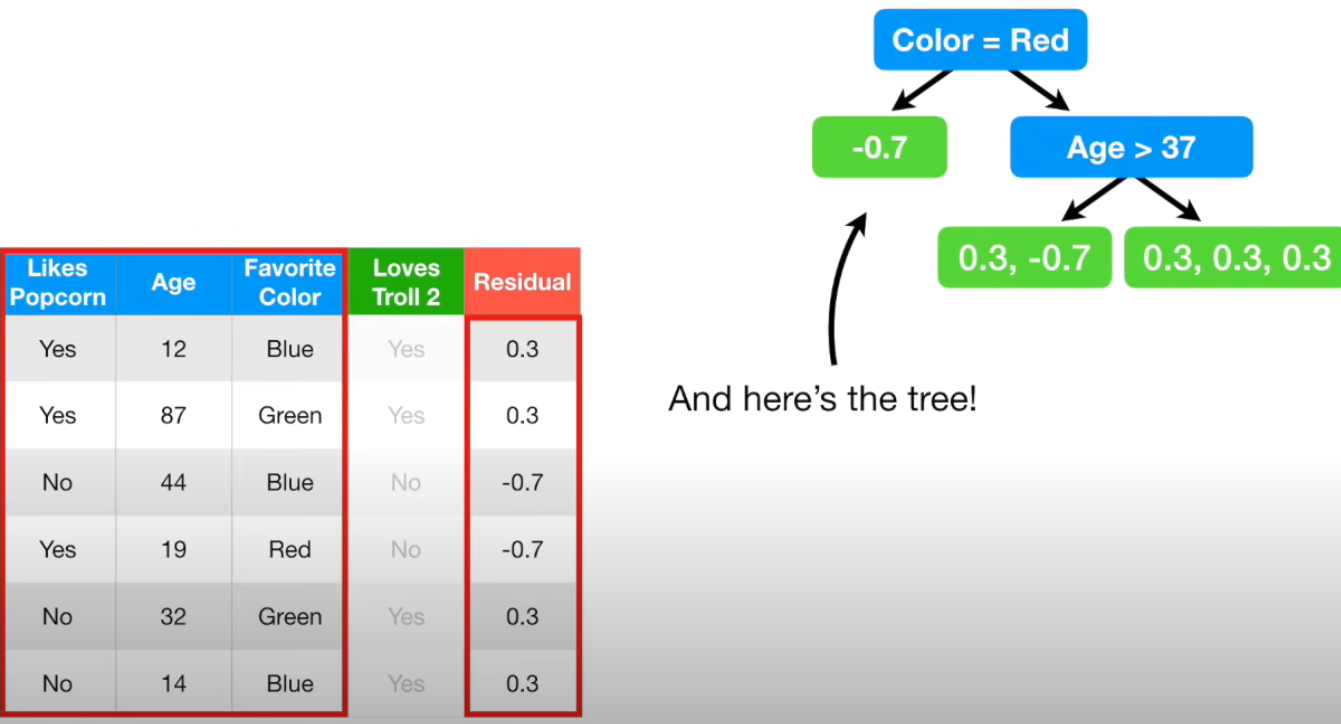 Color = Red
-0.7
Age > 37
0.3, -0.7
0.3, 0.3, 0.3
And here's the tree!
Likes Popcorn Age Favorite Color Loves Troll 2 Residual
Yes 12 Blue Yes 0.3
Yes 87 Green Yes 0.3
No 44 Blue No -0.7
Yes 19 Red No -0.7
No 32 Green Yes 0.3
No 14 Blue Yes 0.3